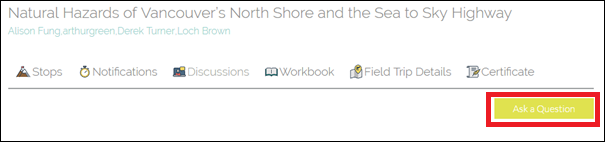 Natural Hazards of Vancouver's North Shore and the Sea to Sky Highway
Alison Fung,arthurgreen,Derek Turner,Loch Brown
Stops Notifications Discussions Workbook Field Trip Details Certificate
Ask a Question